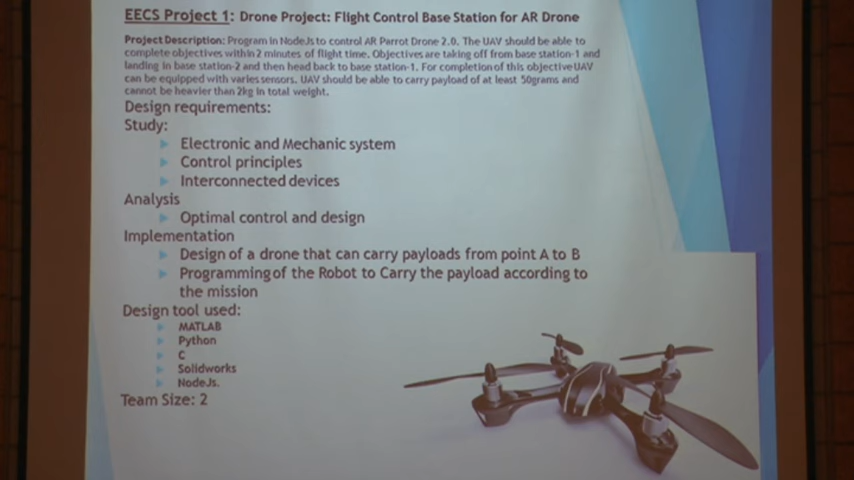 EECS Project 1: Drone Project: Flight Control Base Station for AR Drone
Project Description: Program in NodeJs to control AR Parrot Drone 2.0. The UAV should be able to
complete objectives within 2 minutes of flight time. Objectives are taking off from base station-1 and
landing in base station-2 and then head back to base station-1. For completion of this objective UAV
can be equipped with varies sensors. UAV should be able to carry payload of at least 50grams and
cannot be heavier than 2kg in total weight.
Design requirements:
Study:
Electronic and Mechanic system
Control principles
Interconnected devices
Analysis
Optimal control and design
Implementation
Design of a drone that can carry payloads from point A to B
Programming of the Robot to Carry the payload according to
the mission
Design tool used:
MATLAB
Python
C
Solidworks
NodeJs.
Team Size: 2